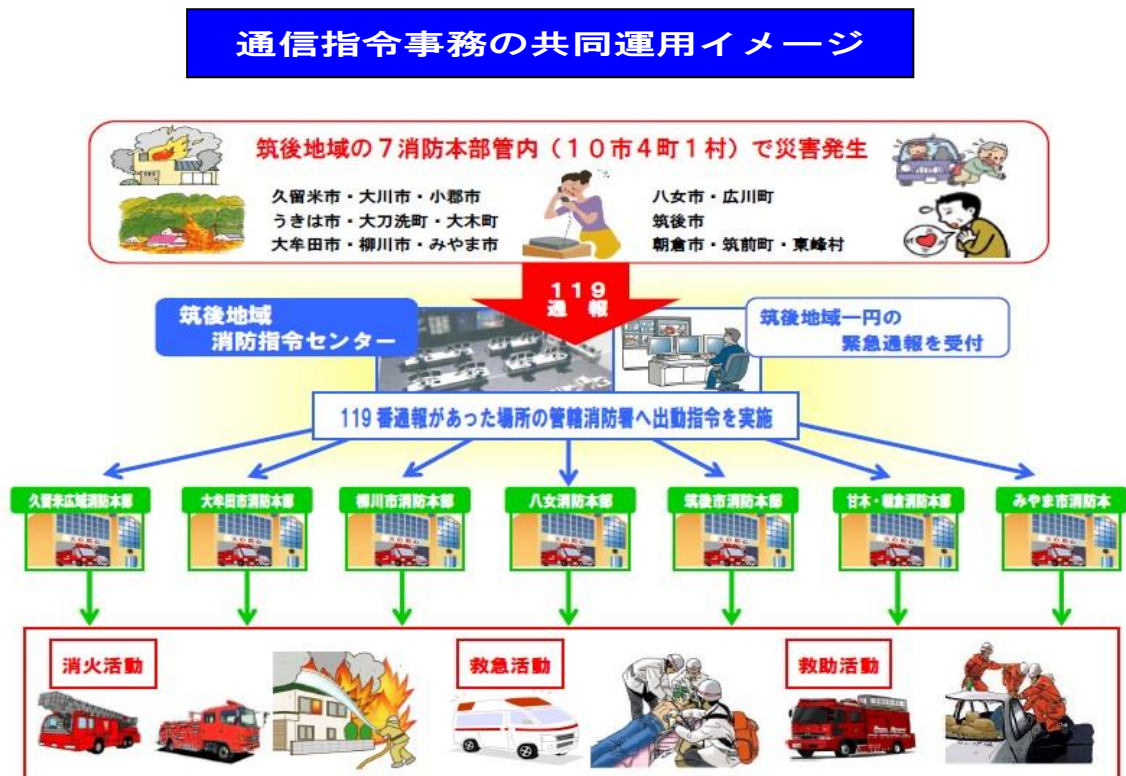 通信指令事務の共同運用イメージ
筑後地域の7消防本部管内（10市4町1村）で災害発生
久留米市・大川市・小郡市
うきは市・大刀洗町・大木町
大牟田市・柳川市・みやま市
八女市・広川町
筑後市
朝倉市・筑前町・東峰村
119
通 報
筑後地域
消防指令センター
筑後地域一円の
緊急通報を受付
119番通報があった場所の管轄消防署へ出動指令を実施
久留米広域消防本部
大牟田市消防本部
柳川市消防本部
八女消防本部
筑後市消防本部
甘木・朝倉消防本部
みやま市消防本
消火活動
救急活動
救助活動